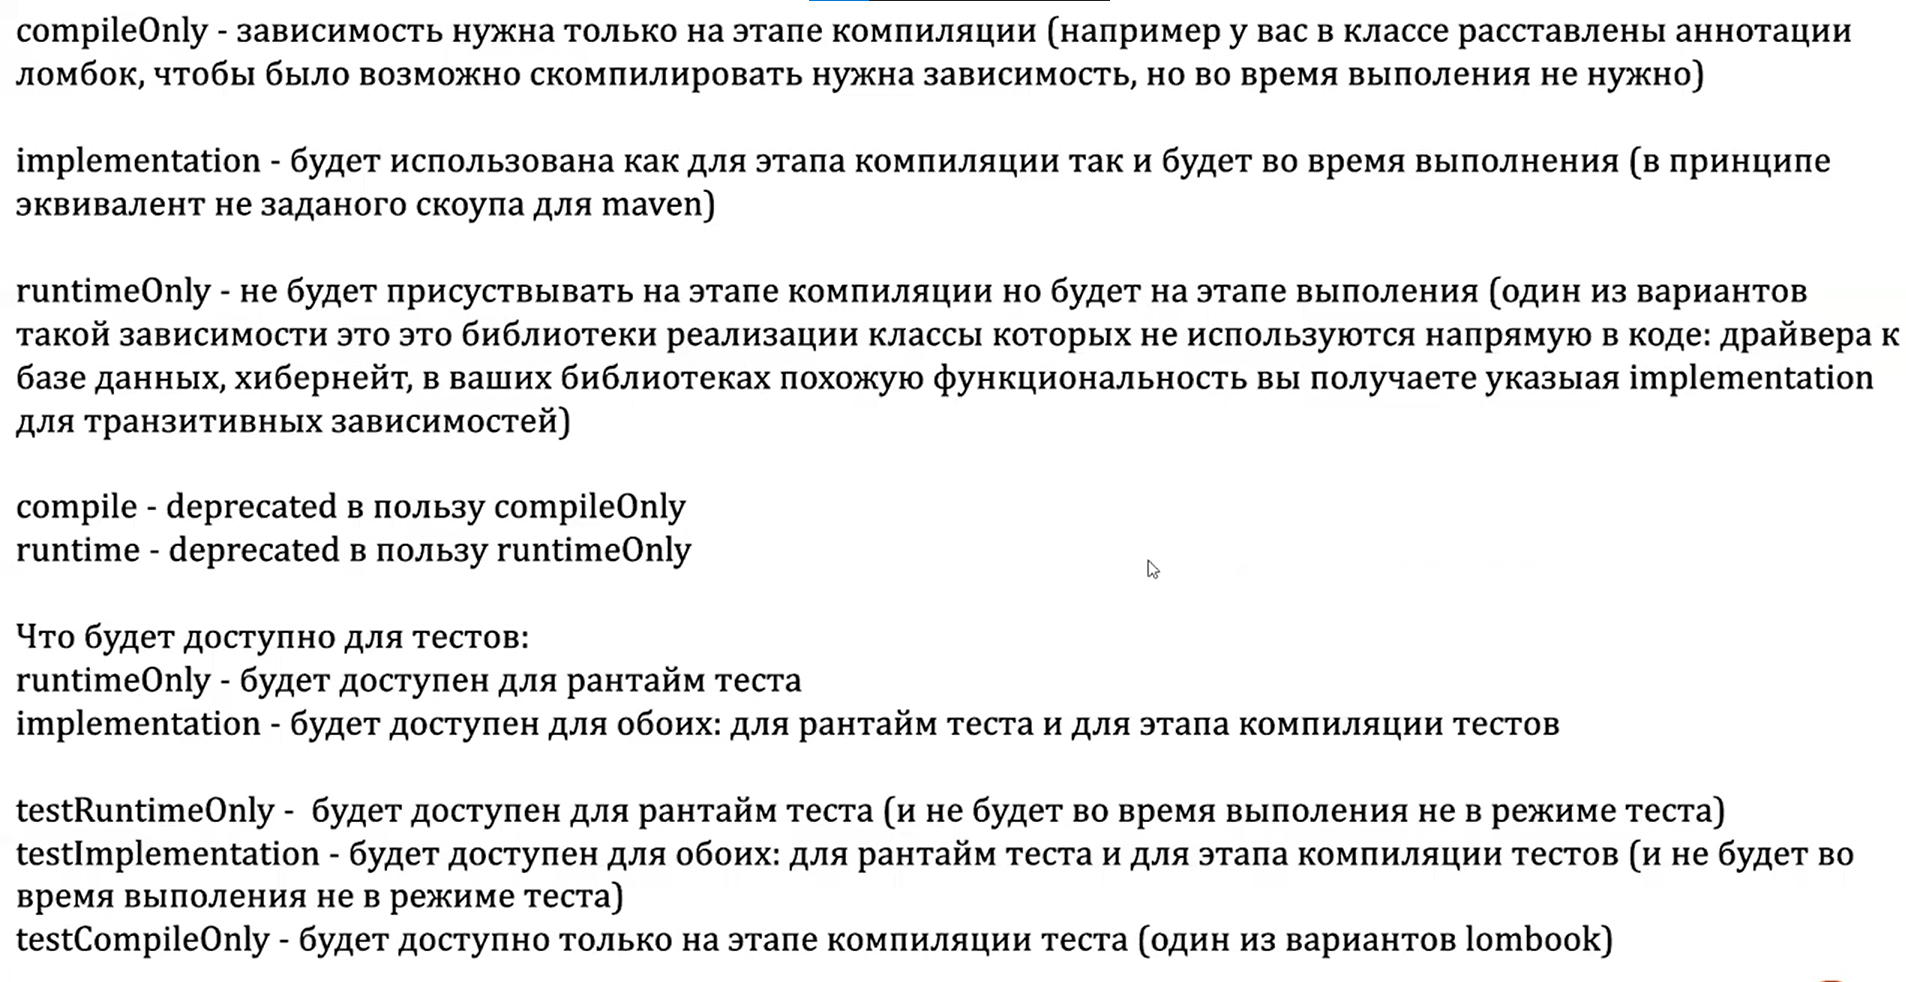 compileOnly - зависимость нужна только на этапе компиляции (например у вас в классе расставлены аннотации
ломбок, чтобы было возможно скомпилировать нужна зависимость, но во время выполения не нужно)
implementation - будет использована как для этапа компиляции так и будет во время выполнения (в принципе
эквивалент не заданого скоупа для maven)
runtimeOnly - не будет присуствывать на этапе компиляции но будет на этапе выполения (один из вариантов
такой зависимости это это библиотеки реализации классы которых не используются напрямую в коде: драйвера к
базе данных, хибернейт, в ваших библиотеках похожую функциональность вы получаете указыая implementation
для транзитивных зависимостей)
compile - deprecated в пользу compileOnly
runtime - deprecated в пользу runtimeOnly
Что будет доступно для тестов:
runtimeOnly - будет доступен для рантайм теста
implementation - будет доступен для обоих: для рантайм теста и для этапа компиляции тестов
testRuntimeOnly -  будет доступен для рантайм теста (и не будет во время выполения не в режиме теста)
testImplementation - будет доступен для обоих: для рантайм теста и для этапа компиляции тестов (и не будет во
время выполения не в режиме теста)
testCompileOnly - будет доступно только на этапе компиляции теста (один из вариантов lombook)